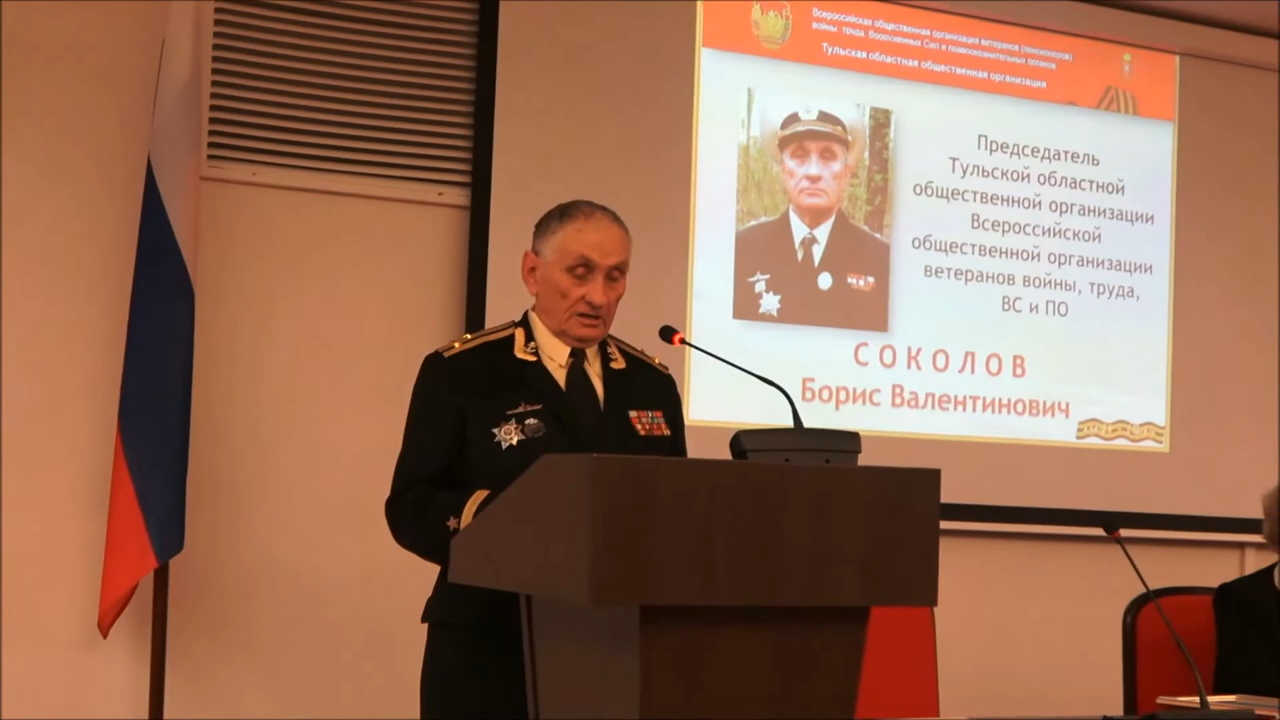 Всероссийская общественная организация ветеранов (пенсионеров)
войны, труда, Вооруженных Сил и правоохранительных органов
Тульская областная общественная организация
Председатель
Тульской областной
общественной организации
Всероссийской
общественной организации
ветеранов войны, труда,
ВС и ПО
СОКОЛОВ
Борис Валентинович